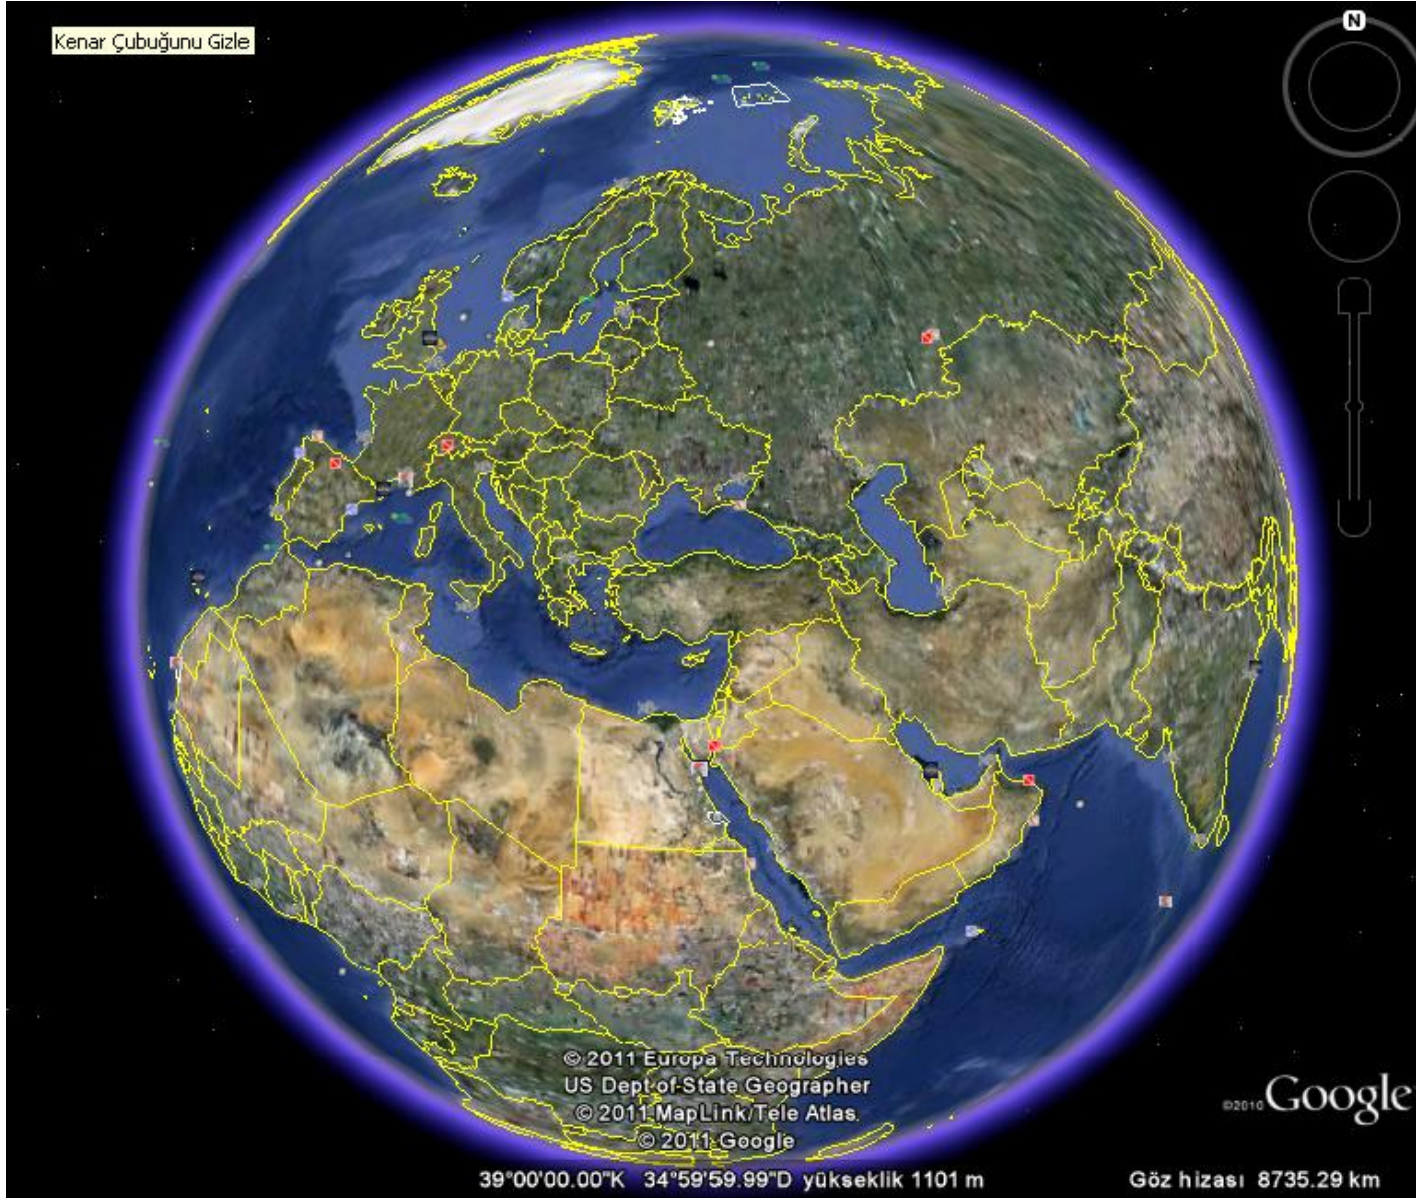 Kenar Çubuğunu Gizle
N
© 2011 Europa Technologies
US Dept of State Geographer
© 2011 MapLink/Tele Atlas
© 2011 Google
©2010 Google
39°00'00.00"K 34°59'59.99"D yükseklik 1101 m
Göz hizası 8735.29 km